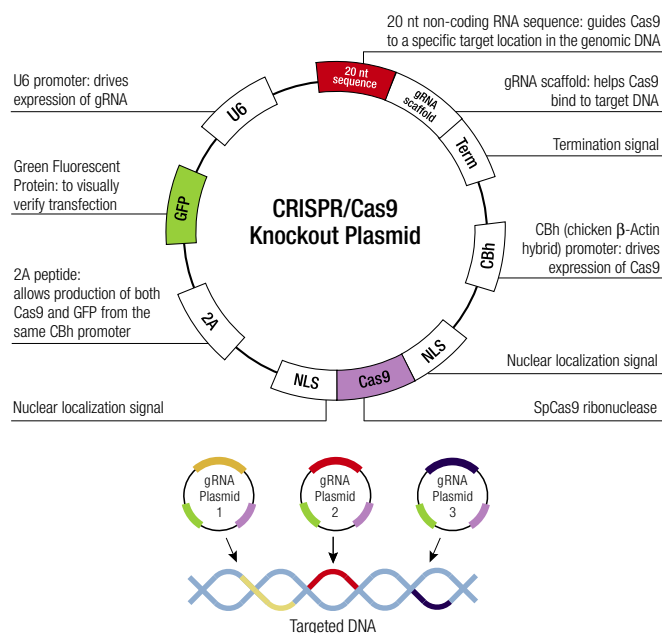 20 nt non-coding RNA sequence: guides Cas9
to a specific target location in the genomic DNA
U6 promoter: drives
expression of gRNA
20 nt
sequence
gRNA
scaffold
gRNA scaffold: helps Cas9
bind to target DNA
U6
Term
Termination signal
Green Fluorescent
Protein: to visually
verify transfection
GFP
CRISPR/Cas9
Knockout Plasmid
CBh
CBh (chicken β-Actin
hybrid) promoter: drives
expression of Cas9
2A peptide:
allows production of both
Cas9 and GFP from the
same CBh promoter
2A
NLS
Cas9
NLS
Nuclear localization signal
Nuclear localization signal
SpCas9 ribonuclease
gRNA
Plasmid
1
gRNA
Plasmid
2
gRNA
Plasmid
3
Targeted DNA